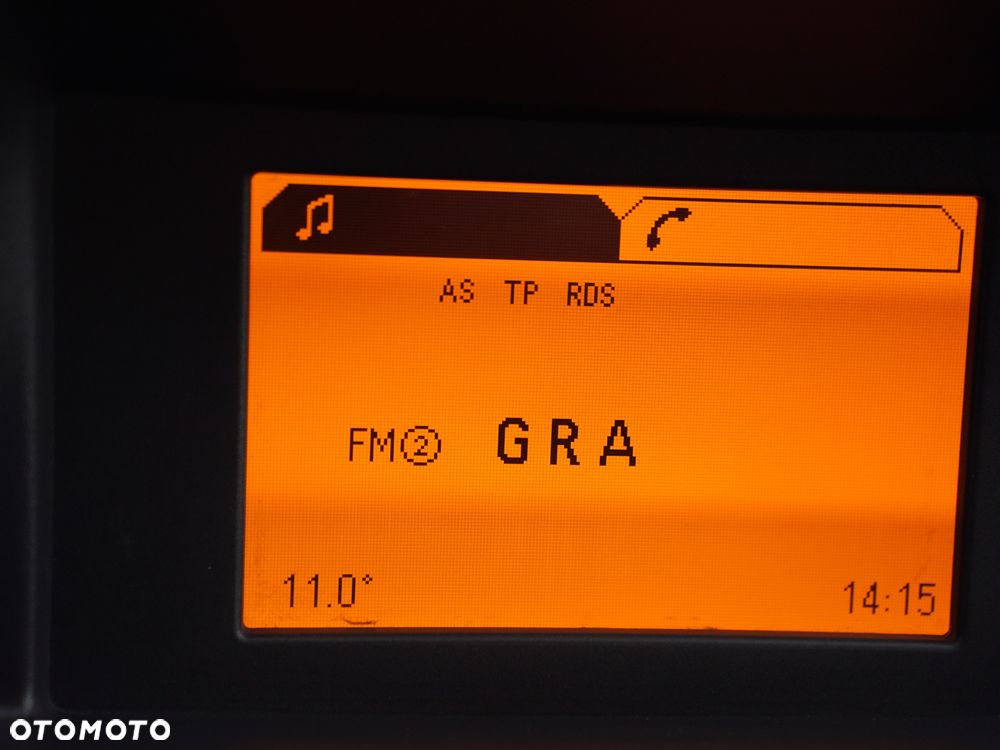 AS TP RDS
FM② GRA
11.0° 14:15
OTOMOTO